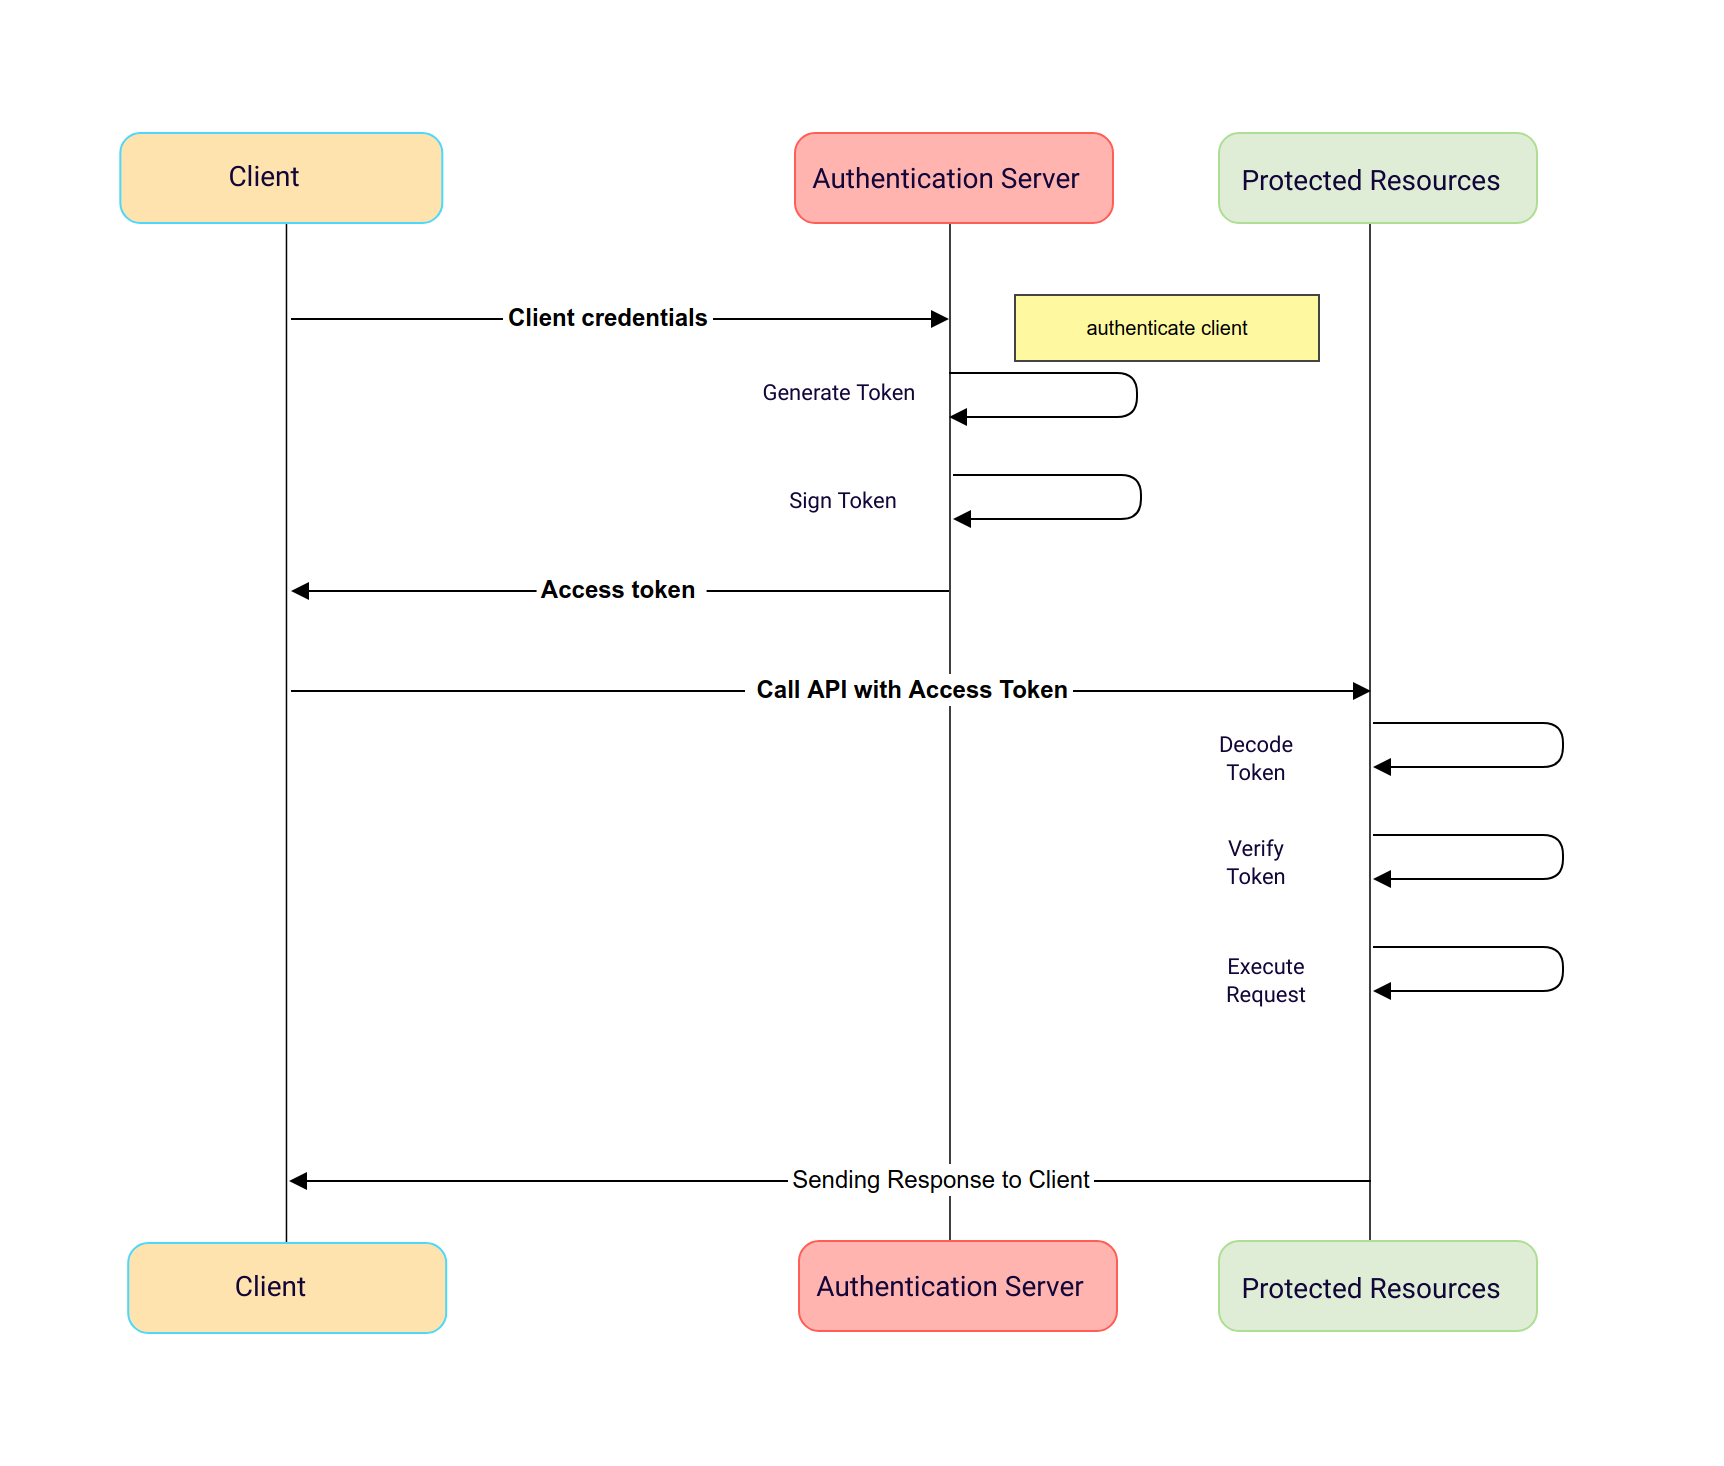 Client
Authentication Server
Protected Resources
Client credentials
authenticate client
Generate Token
Sign Token
Access token
Call API with Access Token
Decode
Token
Verify
Token
Execute
Request
Sending Response to Client
Client
Authentication Server
Protected Resources